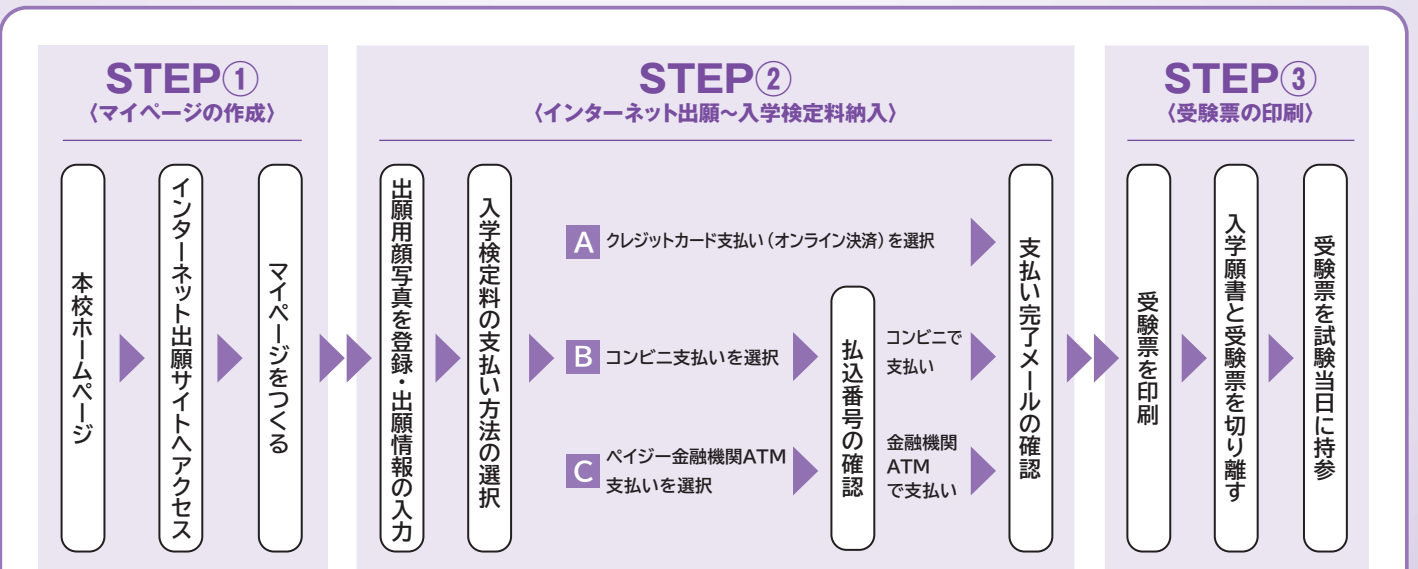 STEP①
〈マイページの作成〉
本校ホームページ
インターネット出願サイトへアクセス
マイページをつくる
STEP②
〈インターネット出願〜入学検定料納入〉
出願用顔写真を登録・出願情報の入力
入学検定料の支払い方法の選択
A クレジットカード支払い（オンライン決済）を選択
B コンビニ支払いを選択
C ペイジー金融機関ATM
支払いを選択
払込番号の確認
コンビニで
支払い
金融機関
ATM
で支払い
支払い完了メールの確認
STEP③
〈受験票の印刷〉
受験票を印刷
入学願書と受験票を切り離す
受験票を試験当日に持参